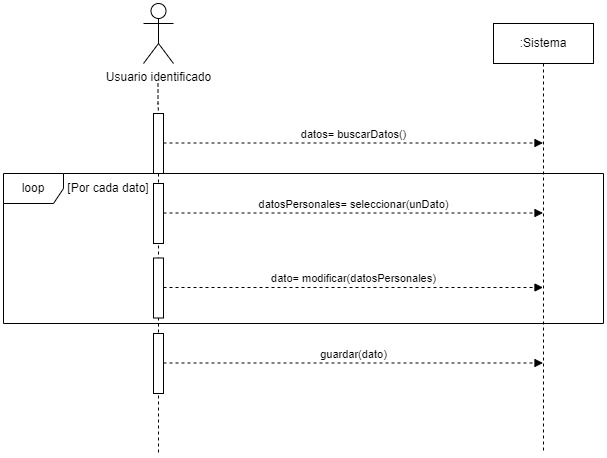 :Sistema
Usuario identificado
datos= buscarDatos()
loop
[Por cada dato]
datosPersonales= seleccionar(unDato)
dato= modificar(datosPersonales)
guardar(dato)